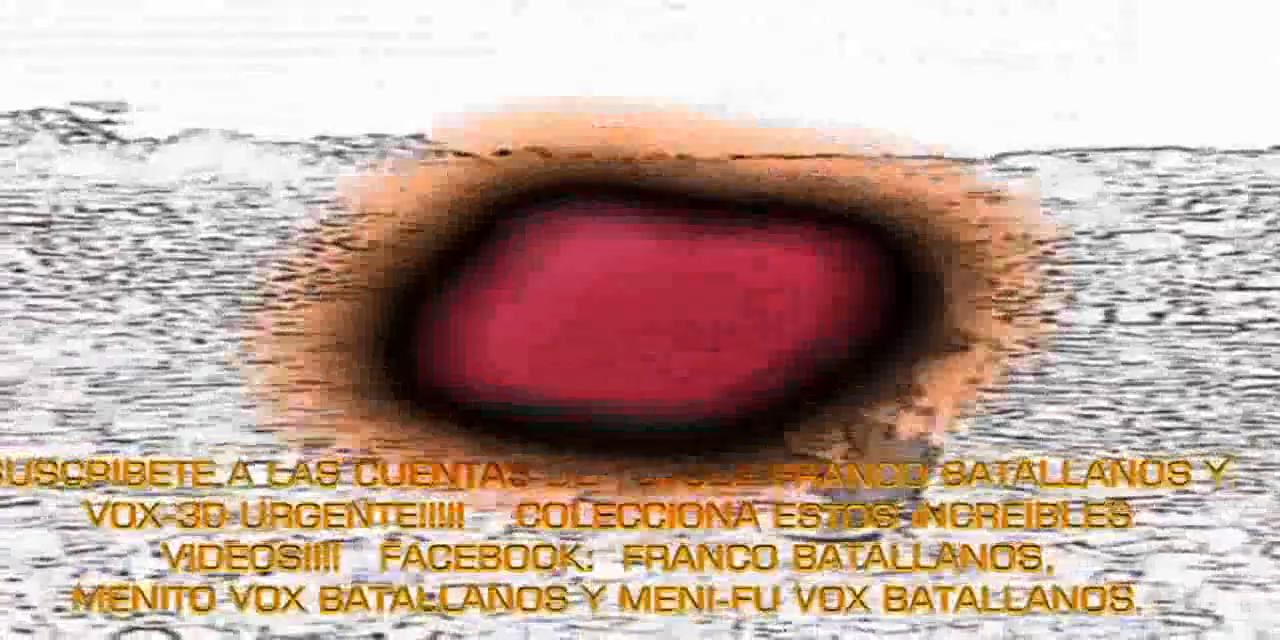 SUSCRIBETE A LAS CUENTAS DE FRANCO BATALLANOS Y
VOX-3D URGENTE!!!!! COLECCIONA ESTOS INCREIBLES
VIDEOS!!!! FACEBOOK: FRANCO BATALLANOS,
MENITO VOX BATALLANOS Y MENI-FU VOX BATALLANOS.